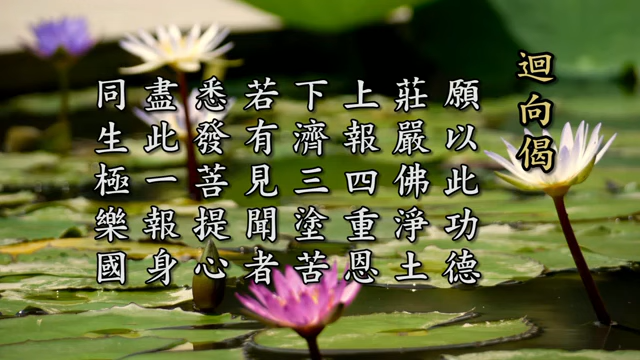 迴向偈
願以此功德
莊嚴佛淨土
上報四重恩
下濟三塗苦
若有見聞者
悉發菩提心
盡此一報身
同生極樂國